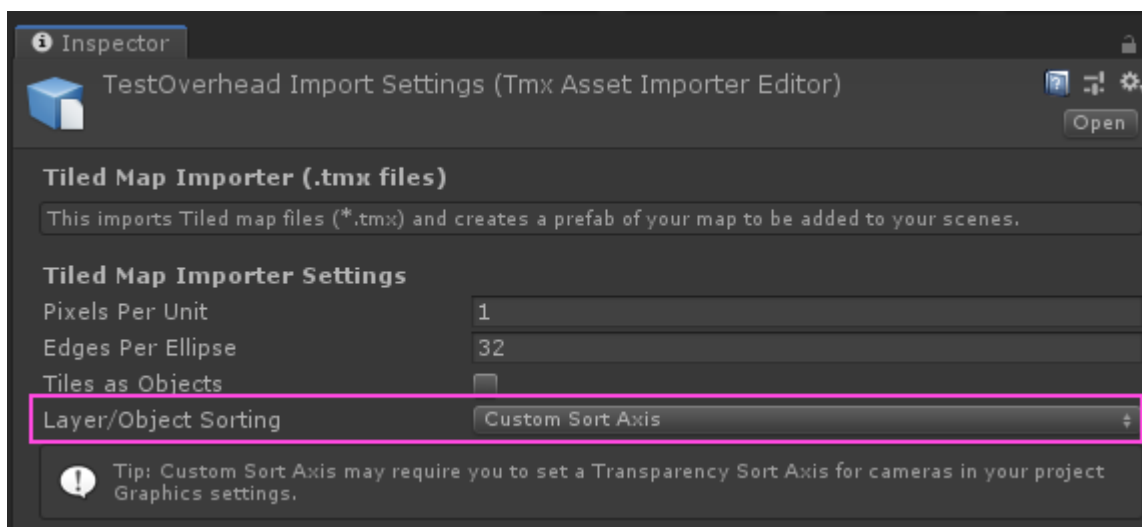 Inspector
TestOverhead Import Settings (Tmx Asset Importer Editor)
Open
Tiled Map Importer (.tmx files)
This imports Tiled map files (*.tmx) and creates a prefab of your map to be added to your scenes.
Tiled Map Importer Settings
Pixels Per Unit 1
Edges Per Ellipse 32
Tiles as Objects
Layer/Object Sorting Custom Sort Axis
Tip: Custom Sort Axis may require you to set a Transparency Sort Axis for cameras in your project
Graphics settings.